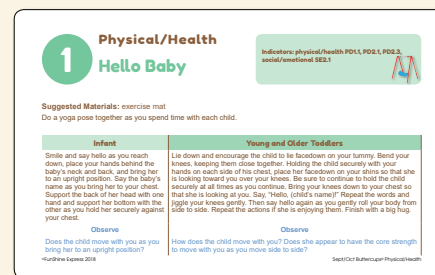 1
Physical/Health
Hello Baby
Indicators: physical/health PD1.1, PD2.1, PD2.3,
social/emotional SE2.1
Suggested Materials: exercise mat
Do a yoga pose together as you spend time with each child.
Infant
Smile and say hello as you reach
down, place your hands behind the
baby's neck and back, and bring her
to an upright position. Say the baby's
name as you bring her to your chest.
Support the back of her head with one
hand and support her bottom with the
other as you hold her securely against
your chest.
Observe
Does the child move with you as you
bring her to an upright position?
Young and Older Toddlers
Lie down and encourage the child to lie facedown on your tummy. Bend your
knees, keeping them close together. Holding the child securely with your
hands on each side of his chest, place her facedown on your shins so that she
is looking toward you over your knees. Be sure to continue to hold the child
securely at all times as you continue. Bring your knees down to your chest so
that she is looking at you. Say, "Hello, (child's name)!" Repeat the words and
jiggle your knees gently. Then say hello again as you gently roll your body from
side to side. Repeat the actions if she is enjoying them. Finish with a big hug.
Observe
How does the child move with you? Does she appear to have the core strength
to move with you as you move side to side?
©FunShine Express 2018
Sept/Oct Buttercups® Physical/Health